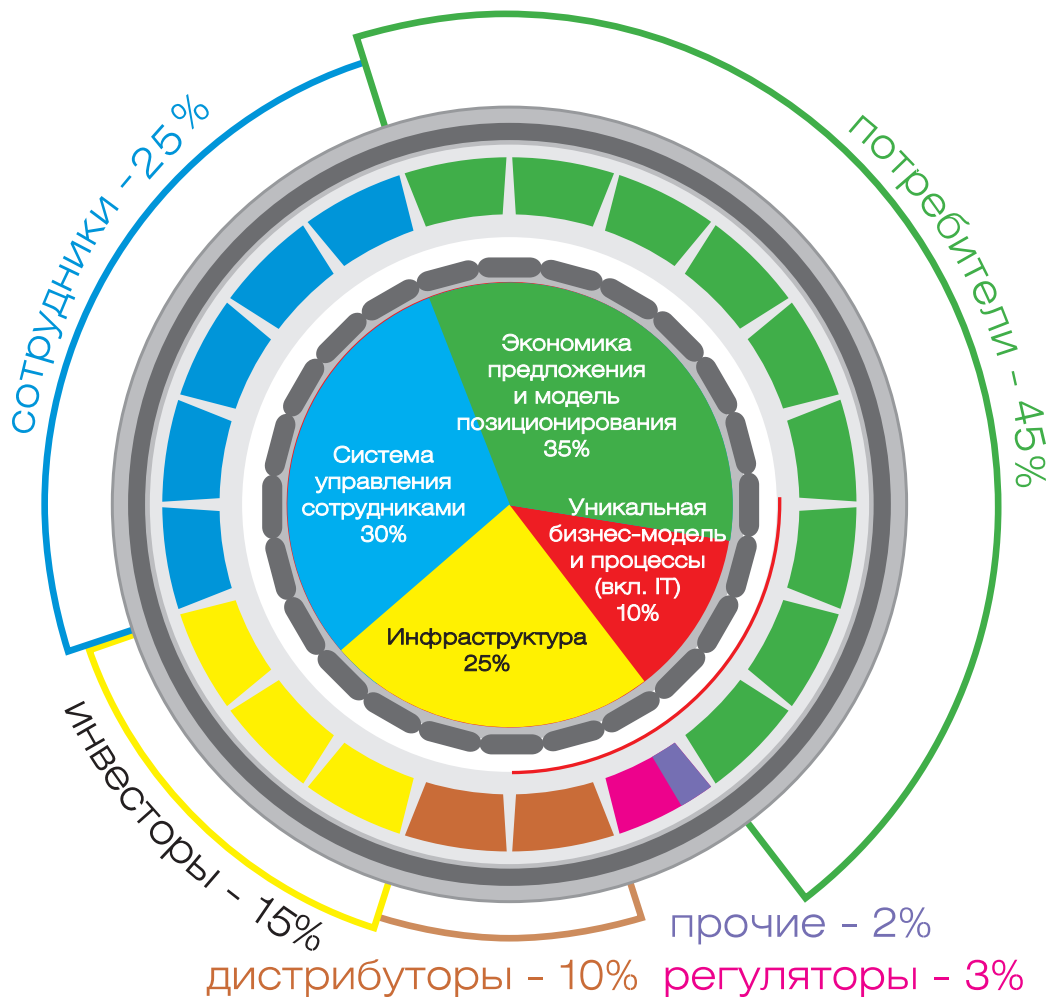 сотрудники - 25%
потребители - 45%
Экономика
предложения
и модель
позиционирования
35%
Система
управления
сотрудниками
30%
Уникальная
бизнес-модель
и процессы
(вкл. IT)
10%
Инфраструктура
25%
инвесторы - 15%
прочие - 2%
дистрибуторы - 10%
регуляторы - 3%